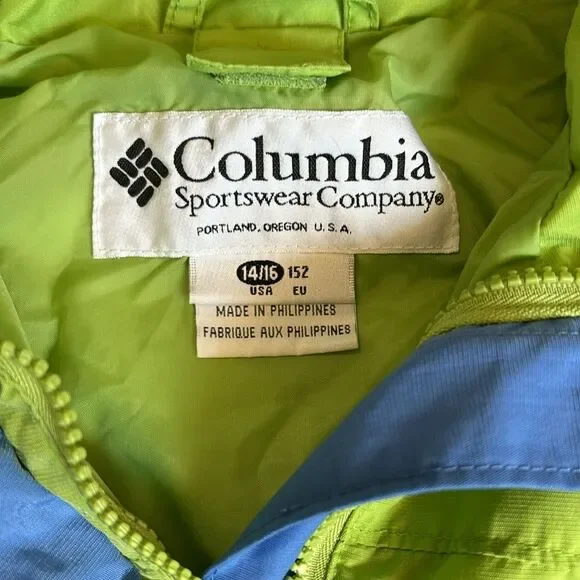 Columbia
Sportswear Company®
PORTLAND, OREGON U.S.A.
14/16 152
USA EU
MADE IN PHILIPPINES
FABRIQUE AUX PHILIPPINES